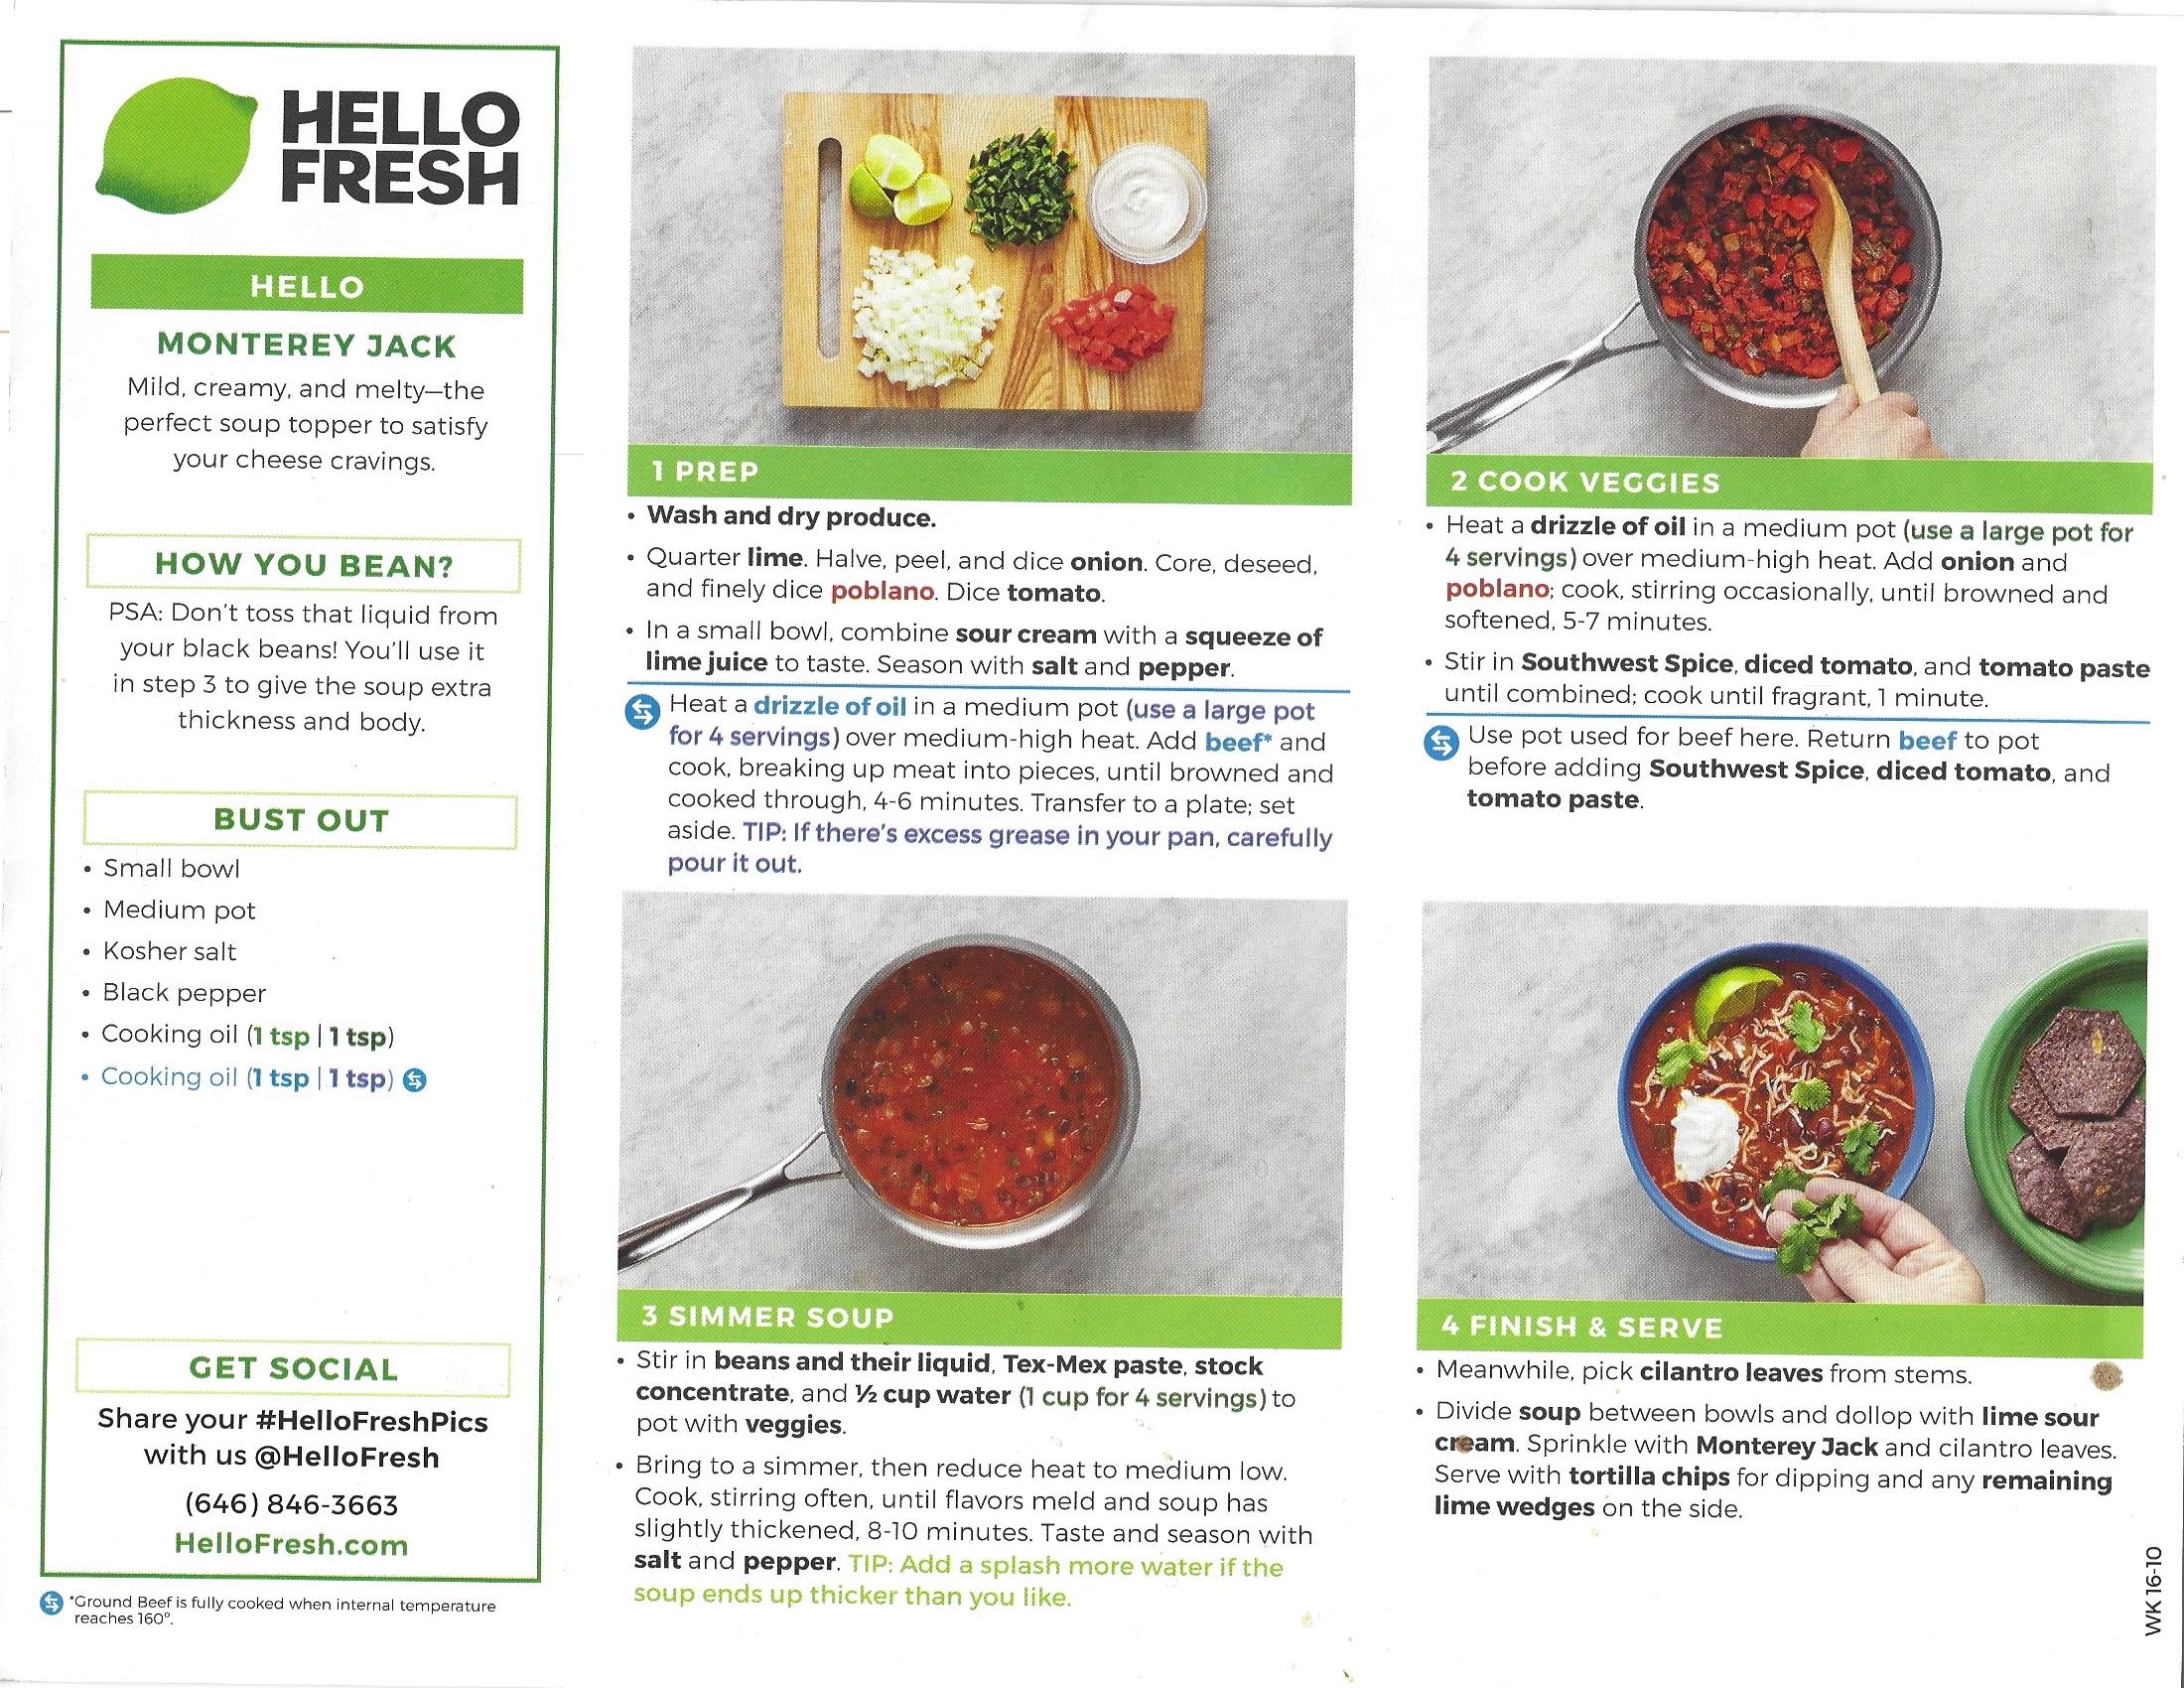 HELLO
FRESH
HELLO
MONTEREY JACK
Mild, creamy, and melty—the
perfect soup topper to satisfy
your cheese cravings.
HOW YOU BEAN?
PSA: Don't toss that liquid from
your black beans! You'll use it
in step 3 to give the soup extra
thickness and body.
BUST OUT
• Small bowl
• Medium pot
• Kosher salt
• Black pepper
• Cooking oil (1 tsp | 1 tsp)
• Cooking oil (1 tsp | 1 tsp)
GET SOCIAL
Share your #HelloFreshPics
with us @HelloFresh
(646) 846-3663
HelloFresh.com
*Ground Beef is fully cooked when internal temperature
reaches 160°.
1 PREP
• Wash and dry produce.
• Quarter lime. Halve, peel, and dice onion. Core, deseed,
and finely dice poblano. Dice tomato.
• In a small bowl, combine sour cream with a squeeze of
lime juice to taste. Season with salt and pepper.
Heat a drizzle of oil in a medium pot (use a large pot
for 4 servings) over medium-high heat. Add beef* and
cook, breaking up meat into pieces, until browned and
cooked through, 4-6 minutes. Transfer to a plate; set
aside. TIP: If there's excess grease in your pan, carefully
pour it out.
2 COOK VEGGIES
• Heat a drizzle of oil in a medium pot (use a large pot for
4 servings) over medium-high heat. Add onion and
poblano; cook, stirring occasionally, until browned and
softened, 5-7 minutes.
• Stir in Southwest Spice, diced tomato, and tomato paste
until combined; cook until fragrant, 1 minute.
Use pot used for beef here. Return beef to pot
before adding Southwest Spice, diced tomato, and
tomato paste.
3 SIMMER SOUP
• Stir in beans and their liquid, Tex-Mex paste, stock
concentrate, and ½ cup water (1 cup for 4 servings) to
pot with veggies.
• Bring to a simmer, then reduce heat to medium low.
Cook, stirring often, until flavors meld and soup has
slightly thickened, 8-10 minutes. Taste and season with
salt and pepper. TIP: Add a splash more water if the
soup ends up thicker than you like.
4 FINISH & SERVE
• Meanwhile, pick cilantro leaves from stems.
• Divide soup between bowls and dollop with lime sour
cream. Sprinkle with Monterey Jack and cilantro leaves.
Serve with tortilla chips for dipping and any remaining
lime wedges on the side.
WK 16-10